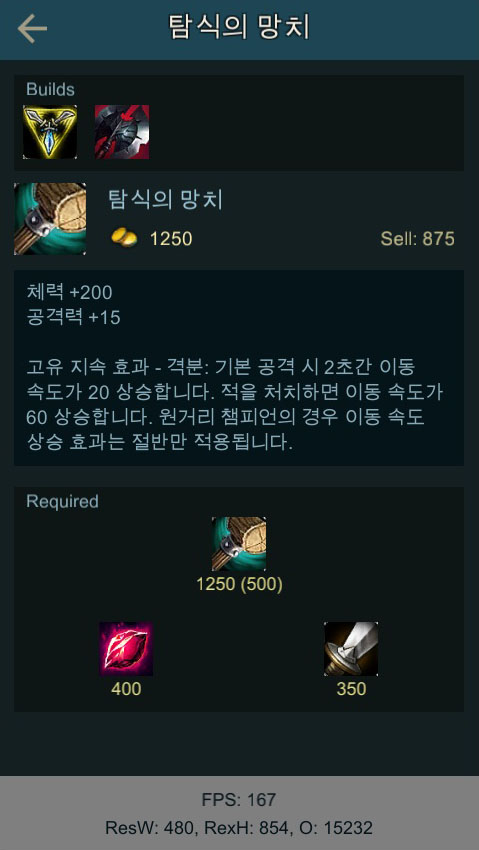 탐식의 망치
Builds
탐식의 망치
1250
Sell: 875
체력 +200
공격력 +15
고유 지속 효과 - 격분: 기본 공격 시 2초간 이동
속도가 20 상승합니다. 적을 처치하면 이동 속도가
60 상승합니다. 원거리 챔피언의 경우 이동 속도
상승 효과는 절반만 적용됩니다.
Required
1250 (500)
400
350
FPS: 167
ResW: 480, RexH: 854, O: 15232